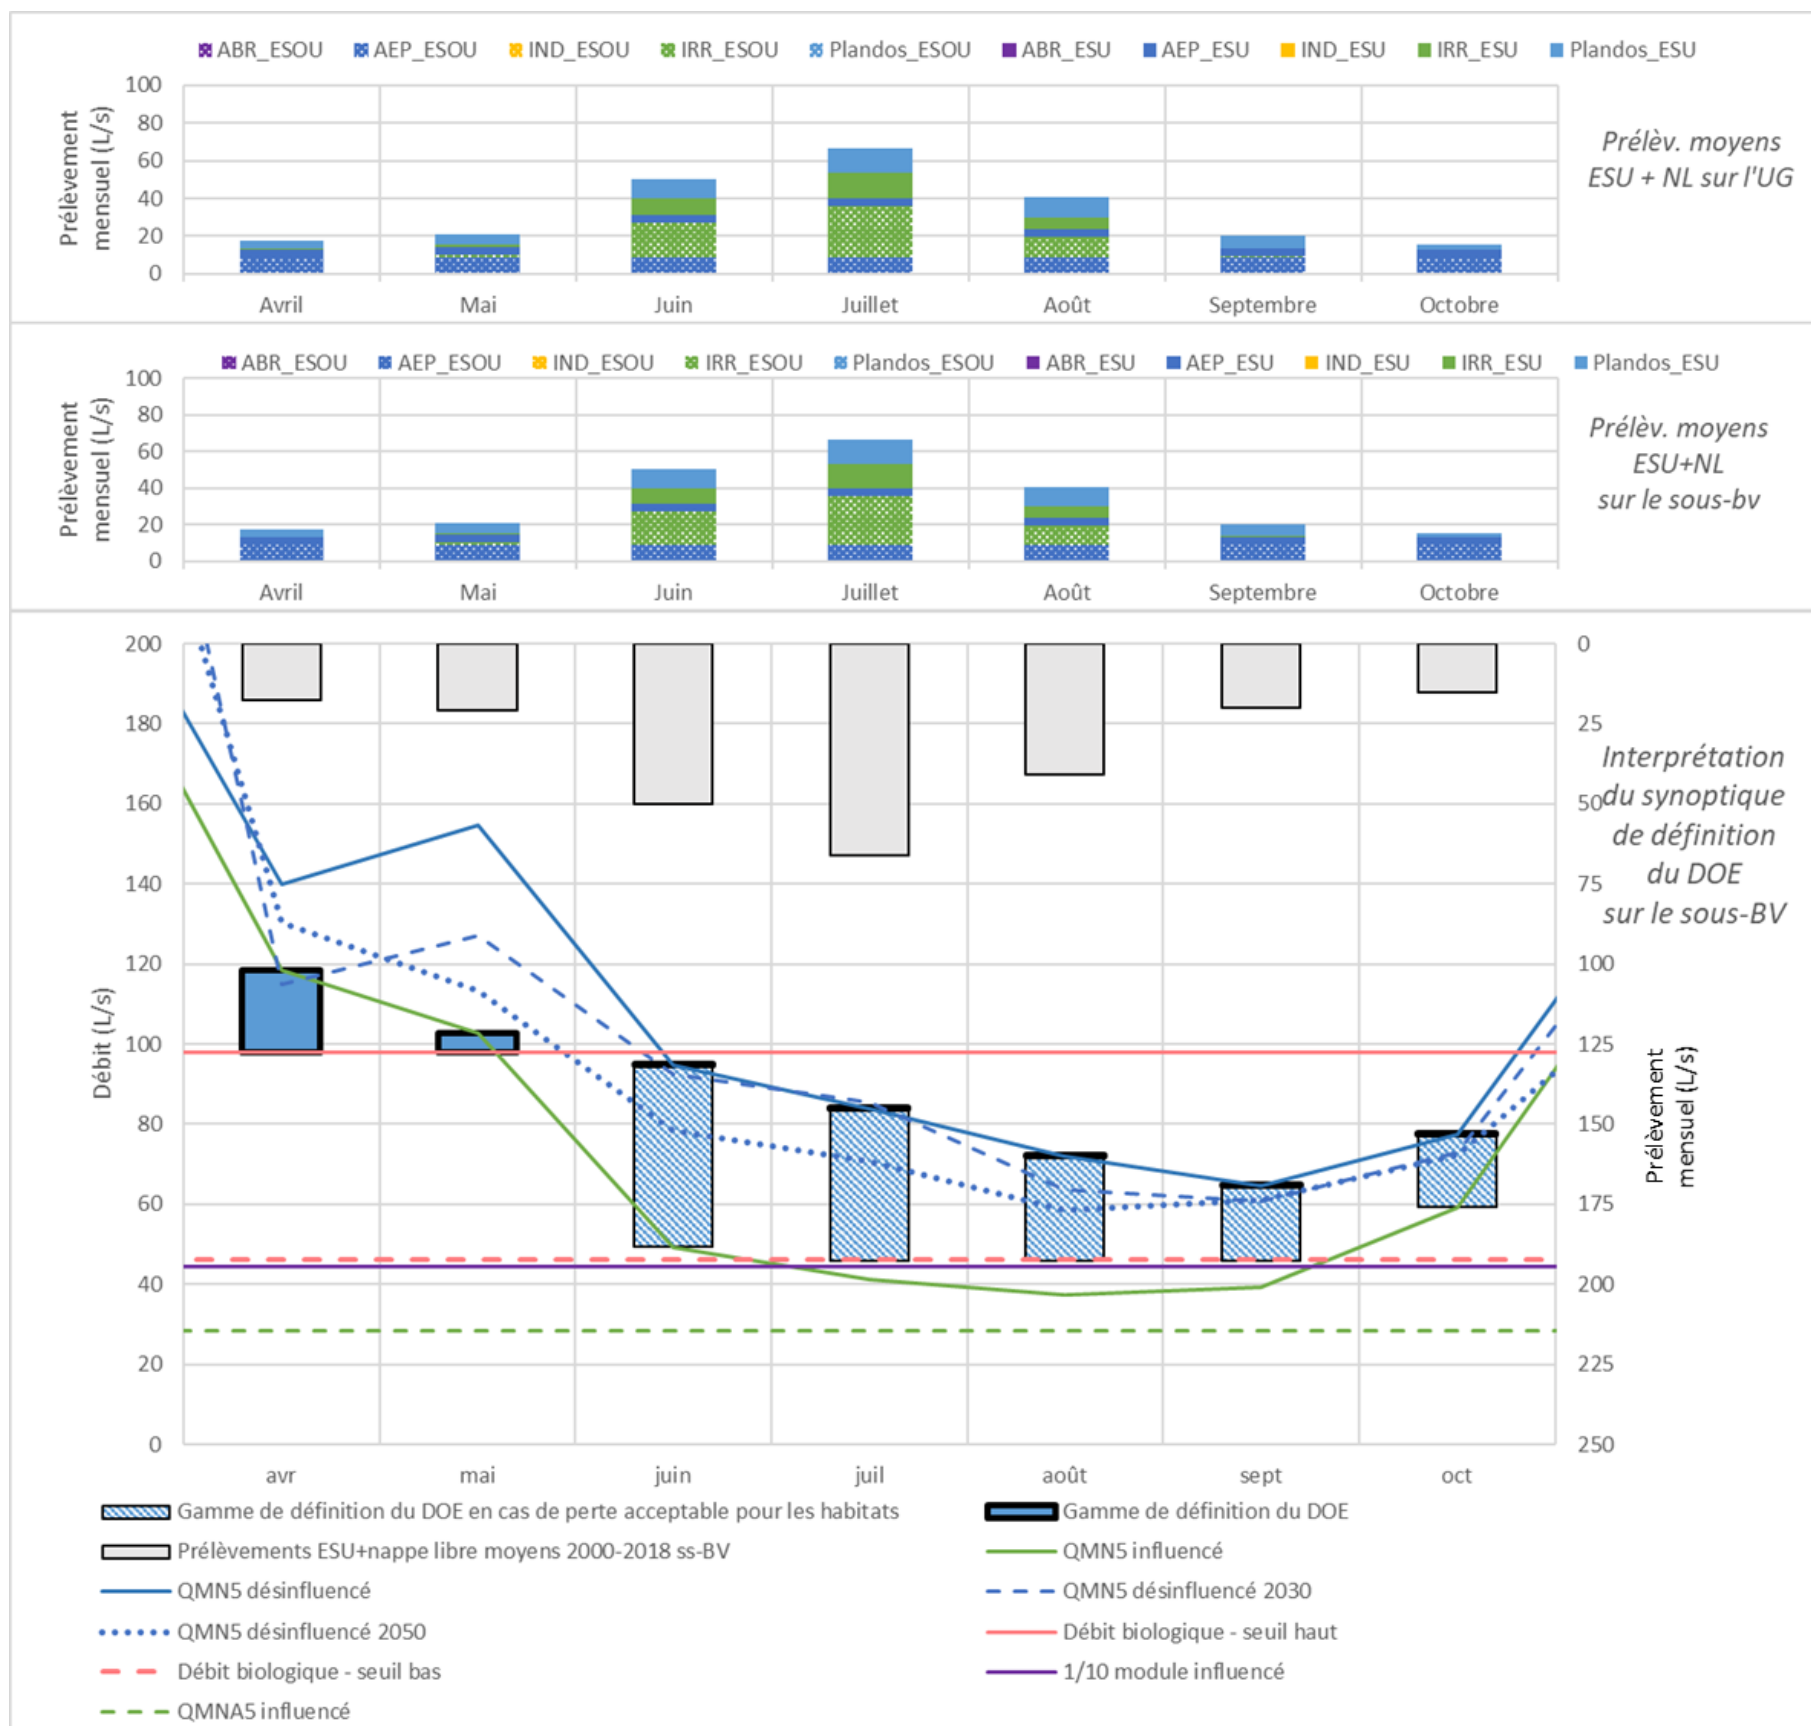 ABR_ESOU AEP_ESOU IND_ESOU IRR_ESOU Plandos_ESOU ABR_ESU AEP_ESU IND_ESU IRR_ESU Plandos_ESU
Prélèvement
mensuel (L/s)
100
80
60
40
20
0
Avril Mai Juin Juillet Août Septembre Octobre
Prélèv. moyens
ESU + NL sur l'UG
ABR_ESOU AEP_ESOU IND_ESOU IRR_ESOU Plandos_ESOU ABR_ESU AEP_ESU IND_ESU IRR_ESU Plandos_ESU
Prélèvement
mensuel (L/s)
100
80
60
40
20
0
Avril Mai Juin Juillet Août Septembre Octobre
Prélèv. moyens
ESU+NL
sur le sous-bv
Débit (L/s)
200
180
160
140
120
100
80
60
40
20
0
avr mai juin juil août sept oct
0
25
50
75
100
125
150
175
200
225
250
Prélèvement
mensuel (L/s)
Interprétation
du synoptique
de définition
du DOE
sur le sous-BV
Gamme de définition du DOE en cas de perte acceptable pour les habitats
Gamme de définition du DOE
Prélèvements ESU+nappe libre moyens 2000-2018 ss-BV
QMN5 influencé
QMN5 désinfluencé
QMN5 désinfluencé 2030
QMN5 désinfluencé 2050
Débit biologique - seuil haut
Débit biologique - seuil bas
1/10 module influencé
QMNA5 influencé